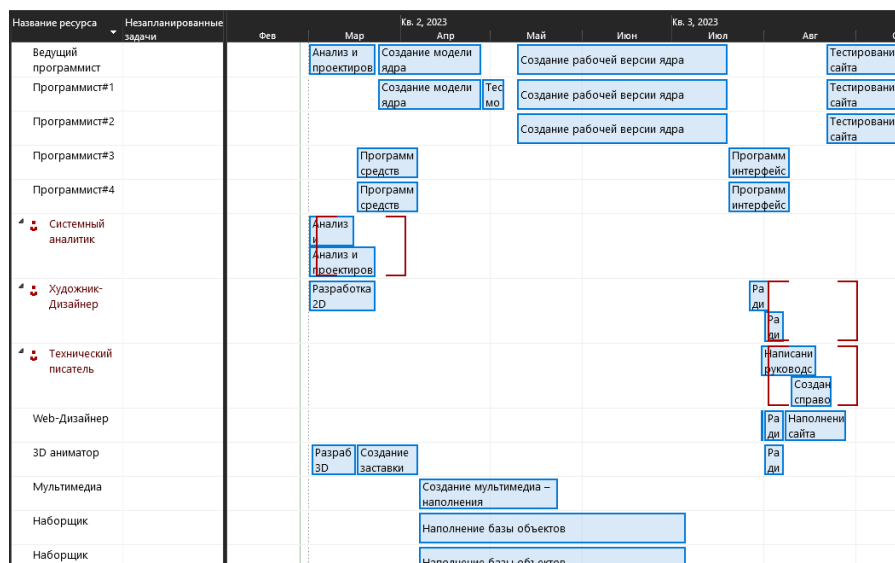 Название ресурса
Незапланированные
задачи
Кв. 2, 2023
Кв. 3, 2023
Фев
Мар
Апр
Май
Июн
Июл
Авг
Ведущий
программист
Анализ и
проектиров
Создание модели
ядра
Создание рабочей версии ядра
Тестировани
сайта
Программист#1
Создание модели
ядра
Тес
мо
Создание рабочей версии ядра
Тестировани
сайта
Программист#2
Создание рабочей версии ядра
Тестировани
сайта
Программист#3
Программ
средств
Программ
интерфейс
Программист#4
Программ
средств
Программ
интерфейс
Системный
аналитик
Анализ
и
Анализ и
проектиров
Художник-
Дизайнер
Разработка
2D
Ра
ди
Ра
ди
Технический
писатель
Написани
руководс
Создан
справо
Web-Дизайнер
Ра
ди
Наполнени
сайта
3D аниматор
Разраб
3D
Создание
заставки
Ра
ди
Мультимедиа
Создание мультимедиа –
наполнения
Наборщик
Наполнение базы объектов
Наборщик
Наполнение базы объектов